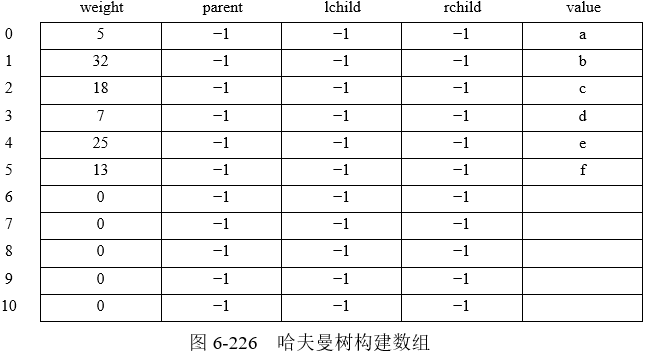 weight parent lchild rchild value
0 5 −1 −1 −1 a
1 32 −1 −1 −1 b
2 18 −1 −1 −1 c
3 7 −1 −1 −1 d
4 25 −1 −1 −1 e
5 13 −1 −1 −1 f
6 0 −1 −1 −1
7 0 −1 −1 −1
8 0 −1 −1 −1
9 0 −1 −1 −1
10 0 −1 −1 −1
图 6-226 哈夫曼树构建数组